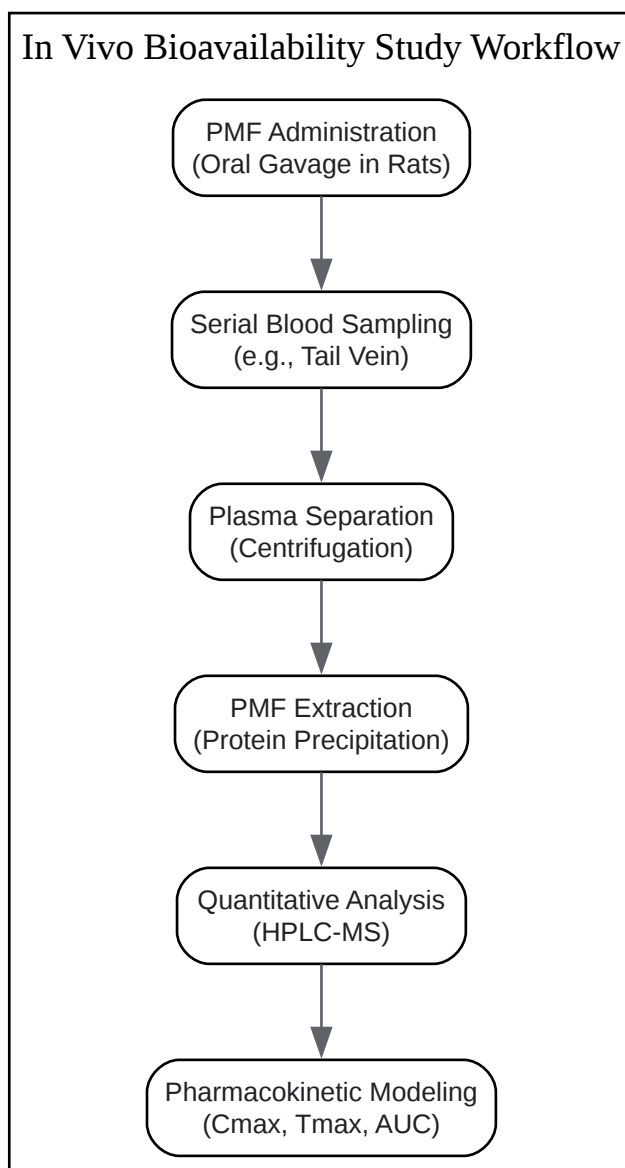 In Vivo Bioavailability Study Workflow
PMF Administration
(Oral Gavage in Rats)
Serial Blood Sampling
(e.g., Tail Vein)
Plasma Separation
(Centrifugation)
PMF Extraction
(Protein Precipitation)
Quantitative Analysis
(HPLC-MS)
Pharmacokinetic Modeling
(Cmax, Tmax, AUC)